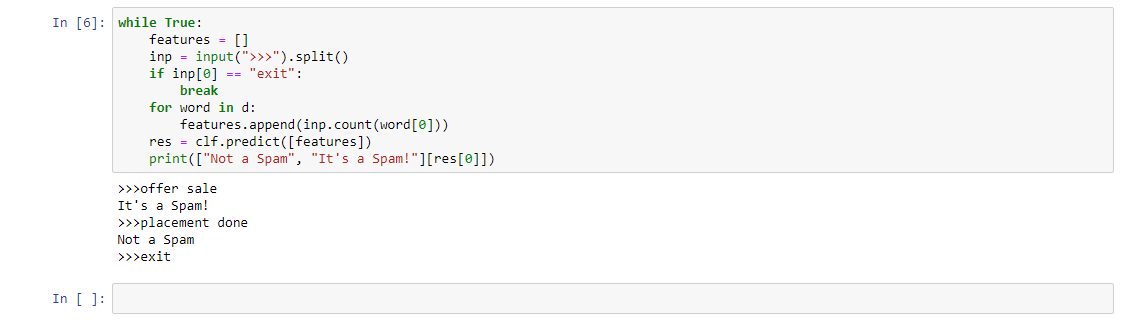 In [6]: while True:
    features = []
    inp = input(">>>").split()
    if inp[0] == "exit":
        break
    for word in d:
        features.append(inp.count(word[0]))
    res = clf.predict([features])
    print(["Not a Spam", "It's a Spam!"][res[0]])
>>>offer sale
It's a Spam!
>>>placement done
Not a Spam
>>>exit
In [ ]: